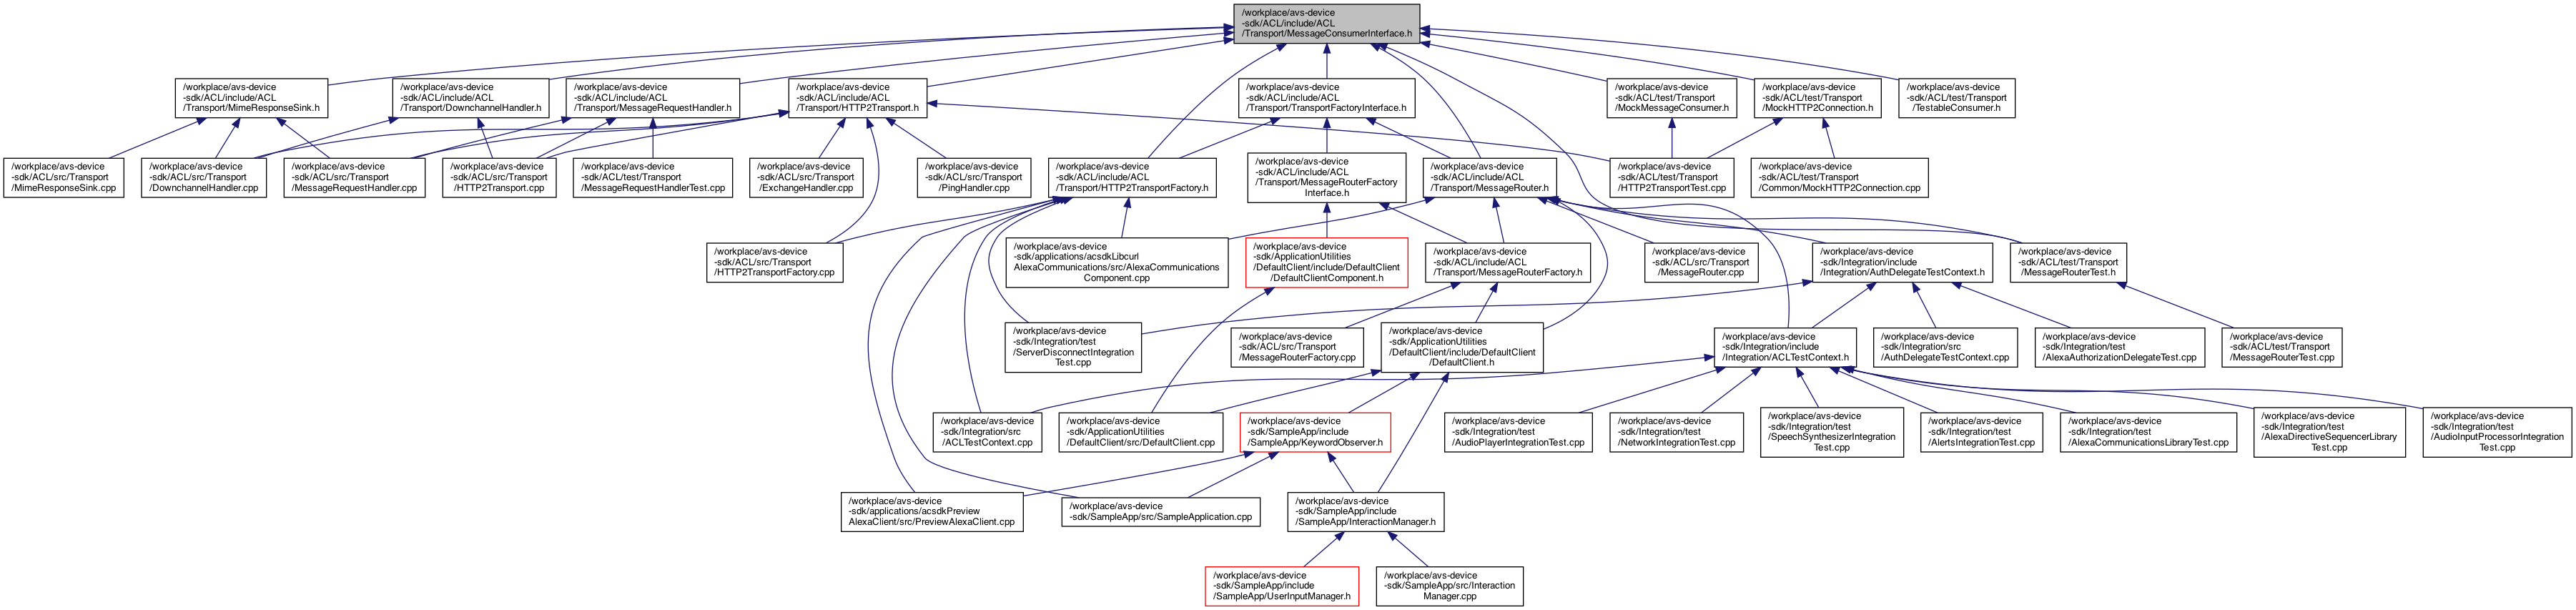 /workplace/avs-device
-sdk/ACL/include/ACL
/Transport/MessageConsumerInterface.h
/workplace/avs-device
-sdk/ACL/include/ACL
/Transport/MimeResponseSink.h
/workplace/avs-device
-sdk/ACL/include/ACL
/Transport/DownchannelHandler.h
/workplace/avs-device
-sdk/ACL/include/ACL
/Transport/MessageRequestHandler.h
/workplace/avs-device
-sdk/ACL/include/ACL
/Transport/HTTP2Transport.h
/workplace/avs-device
-sdk/ACL/include/ACL
/Transport/TransportFactoryInterface.h
/workplace/avs-device
-sdk/ACL/test/Transport
/MockMessageConsumer.h
/workplace/avs-device
-sdk/ACL/test/Transport
/MockHTTP2Connection.h
/workplace/avs-device
-sdk/ACL/test/Transport
/TestableConsumer.h
/workplace/avs-device
-sdk/ACL/src/Transport
/MimeResponseSink.cpp
/workplace/avs-device
-sdk/ACL/src/Transport
/DownchannelHandler.cpp
/workplace/avs-device
-sdk/ACL/src/Transport
/MessageRequestHandler.cpp
/workplace/avs-device
-sdk/ACL/src/Transport
/HTTP2Transport.cpp
/workplace/avs-device
-sdk/ACL/test/Transport
/MessageRequestHandlerTest.cpp
/workplace/avs-device
-sdk/ACL/src/Transport
/ExchangeHandler.cpp
/workplace/avs-device
-sdk/ACL/src/Transport
/PingHandler.cpp
/workplace/avs-device
-sdk/ACL/include/ACL
/Transport/HTTP2TransportFactory.h
/workplace/avs-device
-sdk/ACL/include/ACL
/Transport/MessageRouterFactory
Interface.h
/workplace/avs-device
-sdk/ACL/include/ACL
/Transport/MessageRouter.h
/workplace/avs-device
-sdk/ACL/test/Transport
/HTTP2TransportTest.cpp
/workplace/avs-device
-sdk/ACL/test/Transport
/Common/MockHTTP2Connection.cpp
/workplace/avs-device
-sdk/ACL/src/Transport
/HTTP2TransportFactory.cpp
/workplace/avs-device
-sdk/applications/acsdkLibcurl
AlexaCommunications/src/AlexaCommunications
Component.cpp
/workplace/avs-device
-sdk/ApplicationUtilities
/DefaultClient/include/DefaultClient
/DefaultClientComponent.h
/workplace/avs-device
-sdk/ACL/include/ACL
/Transport/MessageRouterFactory.h
/workplace/avs-device
-sdk/ACL/src/Transport
/MessageRouter.cpp
/workplace/avs-device
-sdk/Integration/include
/Integration/AuthDelegateTestContext.h
/workplace/avs-device
-sdk/ACL/test/Transport
/MessageRouterTest.h
/workplace/avs-device
-sdk/Integration/test
/ServerDisconnectIntegration
Test.cpp
/workplace/avs-device
-sdk/ACL/src/Transport
/MessageRouterFactory.cpp
/workplace/avs-device
-sdk/ApplicationUtilities
/DefaultClient/include/DefaultClient
/DefaultClient.h
/workplace/avs-device
-sdk/Integration/include
/Integration/ACLTestContext.h
/workplace/avs-device
-sdk/Integration/src
/AuthDelegateTestContext.cpp
/workplace/avs-device
-sdk/Integration/test
/AlexaAuthorizationDelegateTest.cpp
/workplace/avs-device
-sdk/ACL/test/Transport
/MessageRouterTest.cpp
/workplace/avs-device
-sdk/Integration/src
/ACLTestContext.cpp
/workplace/avs-device
-sdk/ApplicationUtilities
/DefaultClient/src/DefaultClient.cpp
/workplace/avs-device
-sdk/SampleApp/include
/SampleApp/KeywordObserver.h
/workplace/avs-device
-sdk/Integration/test
/AudioPlayerIntegrationTest.cpp
/workplace/avs-device
-sdk/Integration/test
/NetworkIntegrationTest.cpp
/workplace/avs-device
-sdk/Integration/test
/SpeechSynthesizerIntegration
Test.cpp
/workplace/avs-device
-sdk/Integration/test
/AlertsIntegrationTest.cpp
/workplace/avs-device
-sdk/Integration/test
/AlexaCommunicationsLibraryTest.cpp
/workplace/avs-device
-sdk/Integration/test
/AlexaDirectiveSequencerLibrary
Test.cpp
/workplace/avs-device
-sdk/Integration/test
/AudioInputProcessorIntegration
Test.cpp
/workplace/avs-device
-sdk/applications/acsdkPreview
AlexaClient/src/PreviewAlexaClient.cpp
/workplace/avs-device
-sdk/SampleApp/src/SampleApplication.cpp
/workplace/avs-device
-sdk/SampleApp/include
/SampleApp/InteractionManager.h
/workplace/avs-device
-sdk/SampleApp/include
/SampleApp/UserInputManager.h
/workplace/avs-device
-sdk/SampleApp/src/Interaction
Manager.cpp